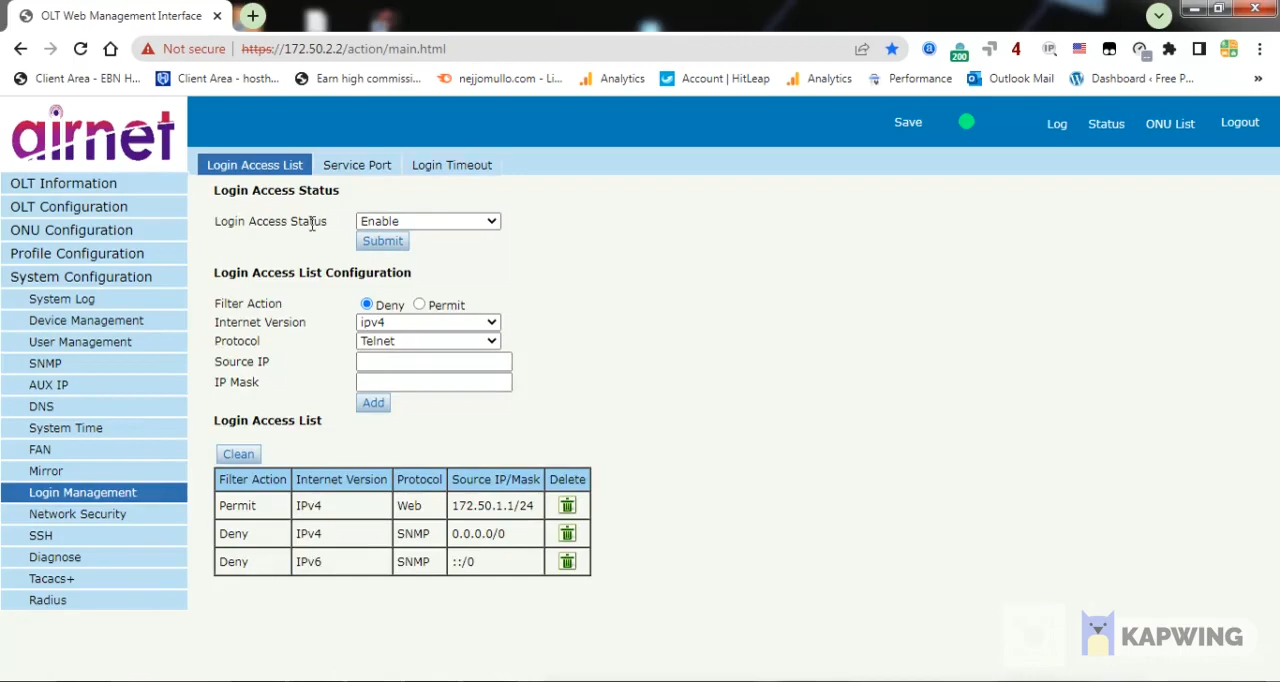 OLT Web Management Interface
Not secure | https://172.50.2.2/action/main.html
4
IP
200
Client Area - EBN H...
Client Area - hosth...
Earn high commissi...
nejjomullo.com - Li...
Analytics
Account | HitLeap
Analytics
Performance
Outlook Mail
Dashboard ‹ Free P...
»
airnet
Save
Log
Status
ONU List
Logout
Login Access List
Service Port
Login Timeout
OLT Information
OLT Configuration
ONU Configuration
Profile Configuration
System Configuration
System Log
Device Management
User Management
SNMP
AUX IP
DNS
System Time
FAN
Mirror
Login Management
Network Security
SSH
Diagnose
Tacacs+
Radius
Login Access Status
Login Access Status Enable
Submit
Login Access List Configuration
Filter Action Deny Permit
Internet Version ipv4
Protocol Telnet
Source IP
IP Mask
Add
Login Access List
Clean
Filter Action Internet Version Protocol Source IP/Mask Delete
Permit IPv4 Web 172.50.1.1/24
Deny IPv4 SNMP 0.0.0.0/0
Deny IPv6 SNMP ::/0
KAPWING